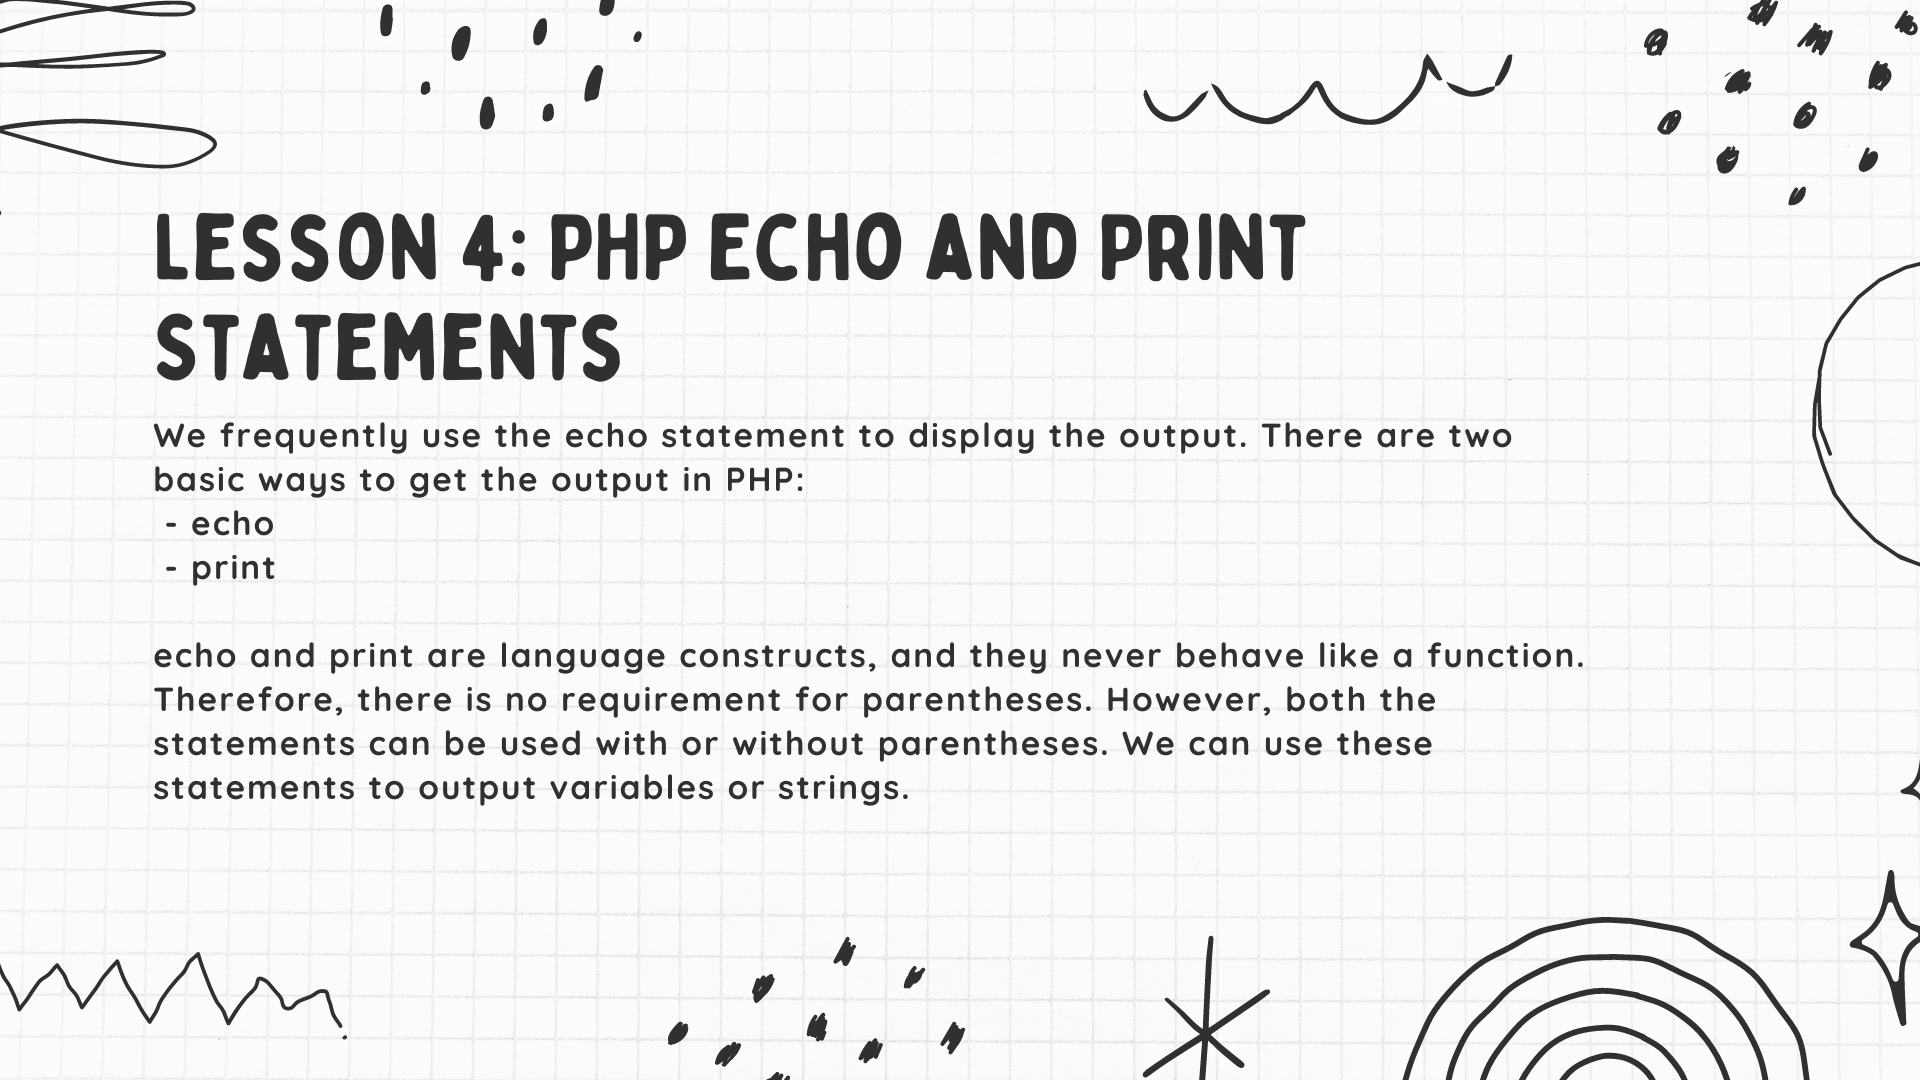 LESSON 4: PHP ECHO AND PRINT
STATEMENTS
We frequently use the echo statement to display the output. There are two
basic ways to get the output in PHP:
- echo
- print
echo and print are language constructs, and they never behave like a function.
Therefore, there is no requirement for parentheses. However, both the
statements can be used with or without parentheses. We can use these
statements to output variables or strings.